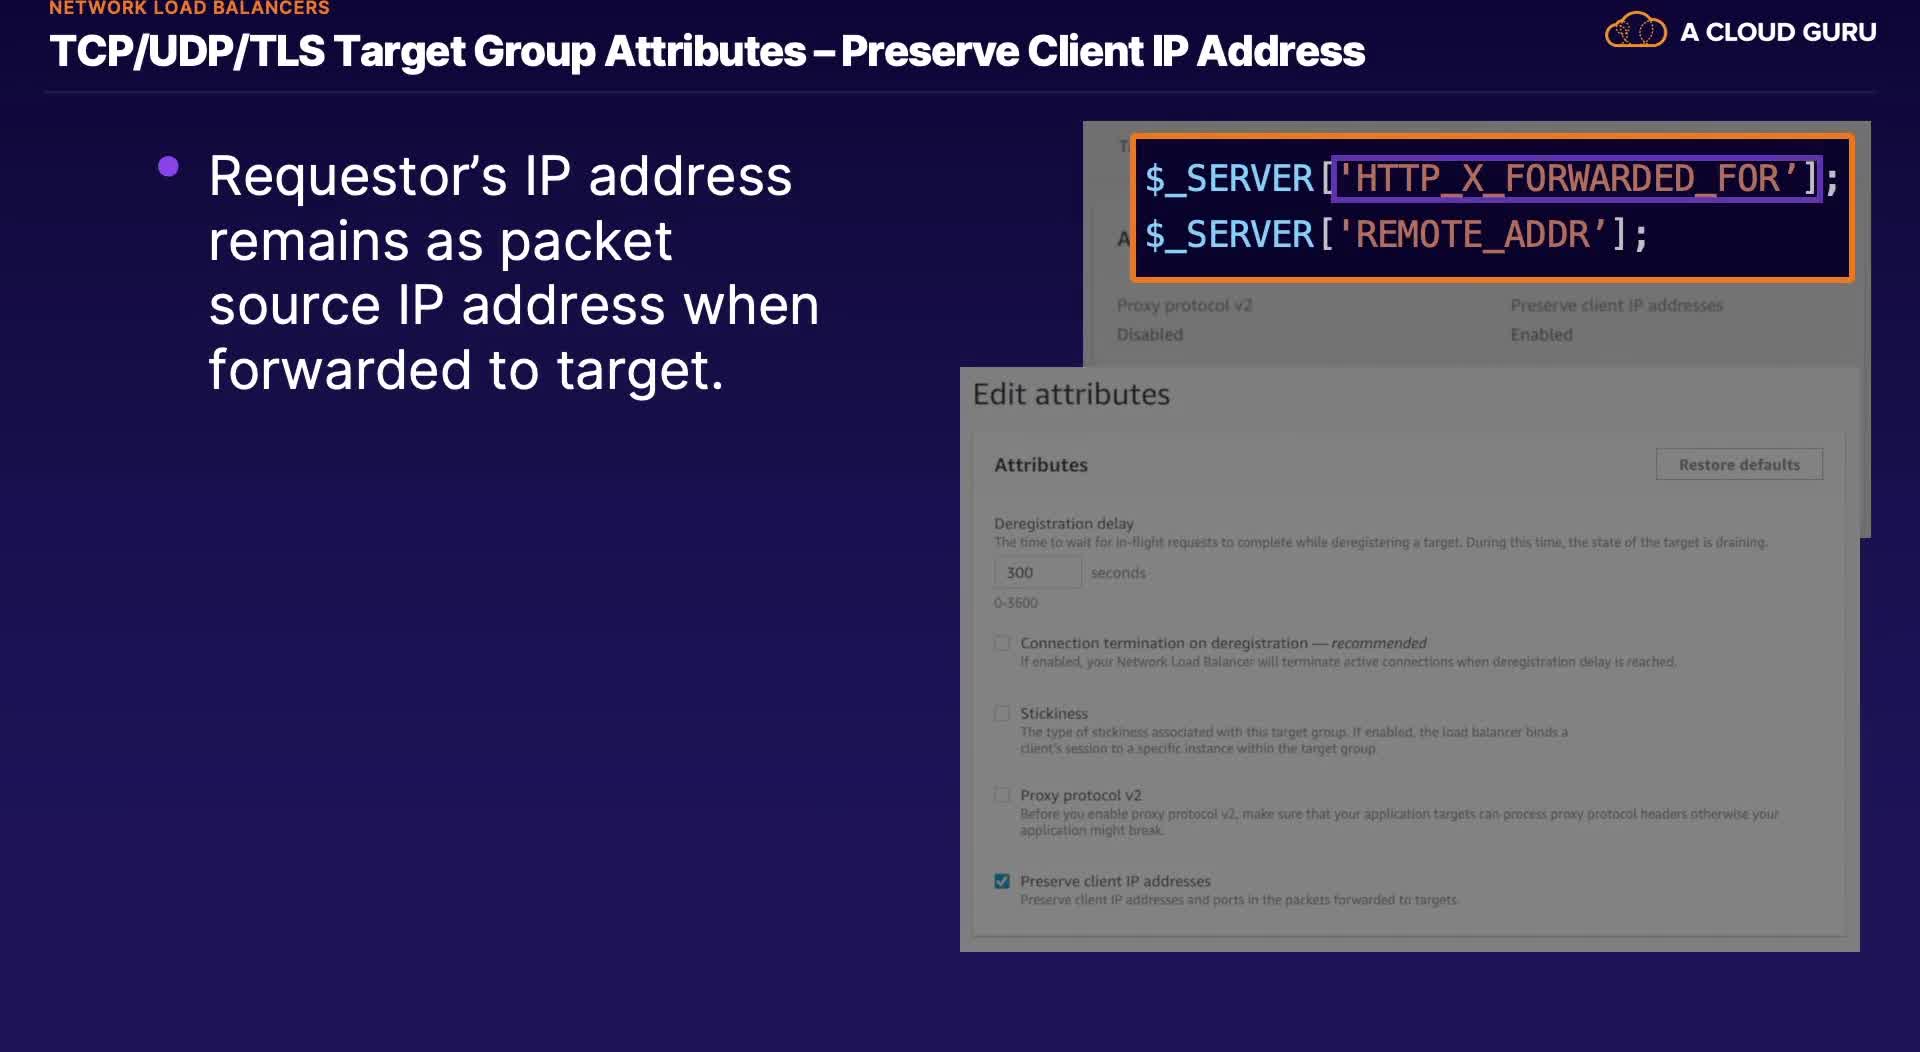 NETWORK LOAD BALANCERS
TCP/UDP/TLS Target Group Attributes – Preserve Client IP Address
A CLOUD GURU
Requestor’s IP address
remains as packet
source IP address when
forwarded to target.
$_SERVER['HTTP_X_FORWARDED_FOR’];
$_SERVER['REMOTE_ADDR’];
Proxy protocol v2
Disabled
Preserve client IP addresses
Enabled
Edit attributes
Attributes
Restore defaults
Deregistration delay
The time to wait for in-flight requests to complete while deregistering a target. During this time, the state of the target is draining.
300 seconds
0-3600
Connection termination on deregistration — recommended
If enabled, your Network Load Balancer will terminate active connections when deregistration delay is reached.
Stickiness
The type of stickiness associated with this target group. If enabled, the load balancer binds a
client's session to a specific instance within the target group.
Proxy protocol v2
Before you enable proxy protocol v2, make sure that your application targets can process proxy protocol headers otherwise your
application might break.
Preserve client IP addresses
Preserve client IP addresses and ports in the packets forwarded to targets.